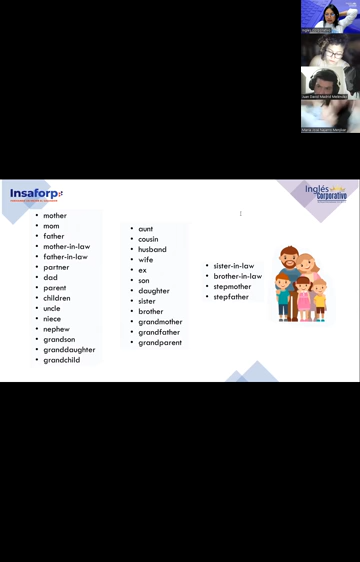 Insaforp
Inglés
Corporativo
• mother
• mom
• father
• mother-in-law
• father-in-law
• partner
• dad
• parent
• children
• uncle
• niece
• nephew
• grandson
• granddaughter
• grandchild
• aunt
• cousin
• husband
• wife
• ex
• son
• daughter
• sister
• brother
• grandmother
• grandfather
• grandparent
• sister-in-law
• brother-in-law
• stepmother
• stepfather